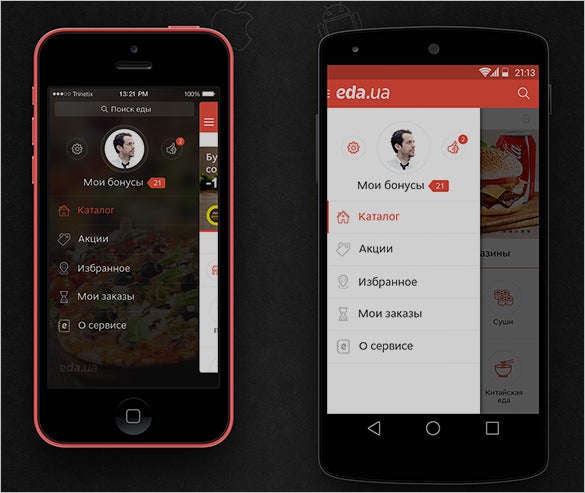 Trinetix 13:21 PM 100%
Поиск еды
2
Мои бонусы 21
Каталог
Акции
Избранное
Мои заказы
e О сервисе
eda.ua
Бу
со
-1
21:13
eda.ua
2
Мои бонусы 21
Каталог
Акции
Избранное
Мои заказы
e О сервисе
азины
Суши
Китайская
еда